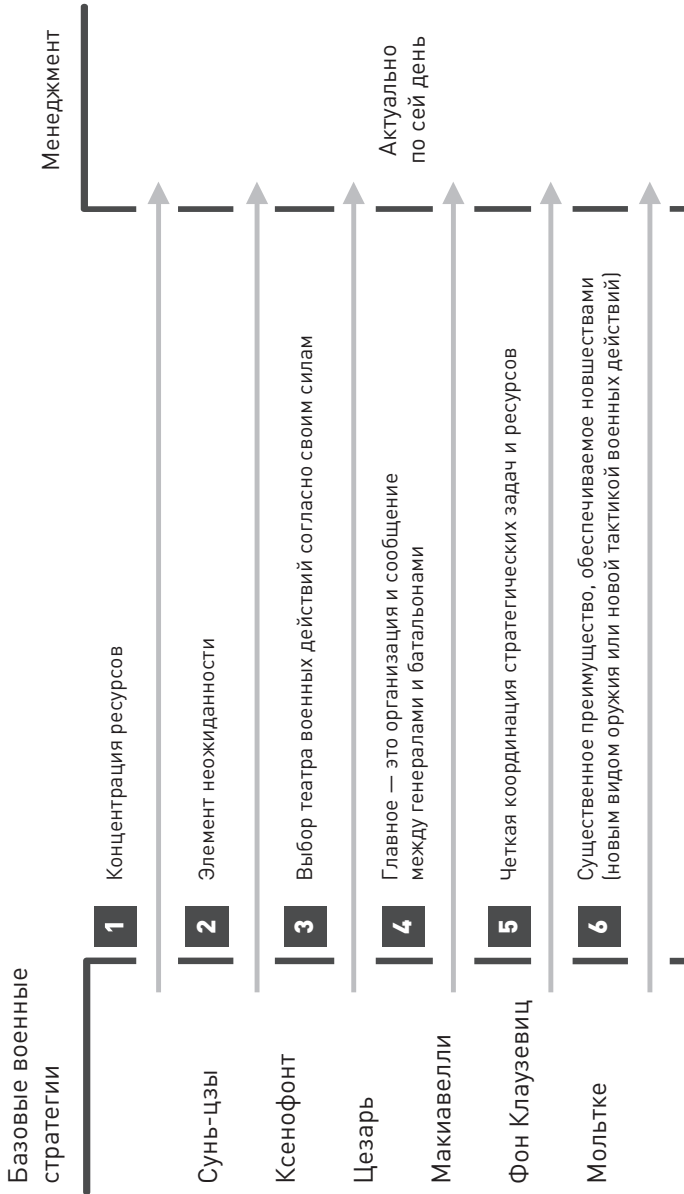 Базовые военные
стратегии
Менеджмент
Сунь-цзы
Ксенофонт
Цезарь
Макиавелли
Фон Клаузевиц
Мольтке
1 Концентрация ресурсов
2 Элемент неожиданности
3 Выбор театра военных действий согласно своим силам
4 Главное — это организация и сообщение
между генералами и батальонами
5 Четкая координация стратегических задач и ресурсов
6 Существенное преимущество, обеспечиваемое новшествами
(новым видом оружия или новой тактикой военных действий)
Актуально
по сей день